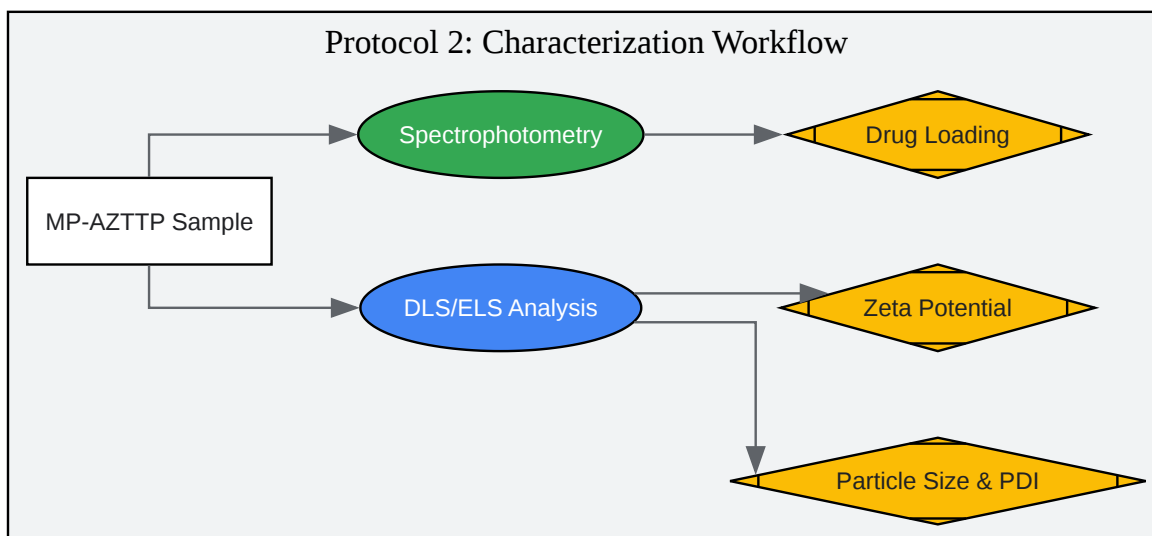 Protocol 2: Characterization Workflow
Spectrophotometry
Drug Loading
MP-AZTTP Sample
DLS/ELS Analysis
Zeta Potential
Particle Size & PDI